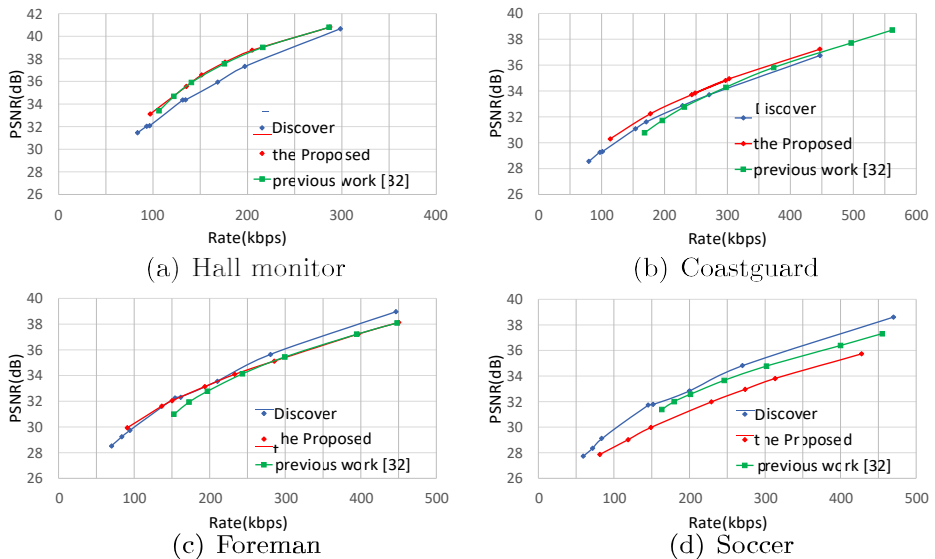 42
40
38
36
34
32
30
28
26
PSNR(dB)
Discover
the Proposed
previous work [32]
0 100 200 300 400
Rate(kbps)
(a) Hall monitor
40
38
36
34
32
30
28
26
PSNR(dB)
Discover
the Proposed
previous work [32]
0 100 200 300 400 500 600
Rate(kbps)
(b) Coastguard
40
38
36
34
32
30
28
26
PSNR(dB)
Discover
the Proposed
previous work [32]
0 100 200 300 400 500
Rate(kbps)
(c) Foreman
40
38
36
34
32
30
28
26
PSNR(dB)
Discover
the Proposed
previous work [32]
0 100 200 300 400 500
Rate(kbps)
(d) Soccer